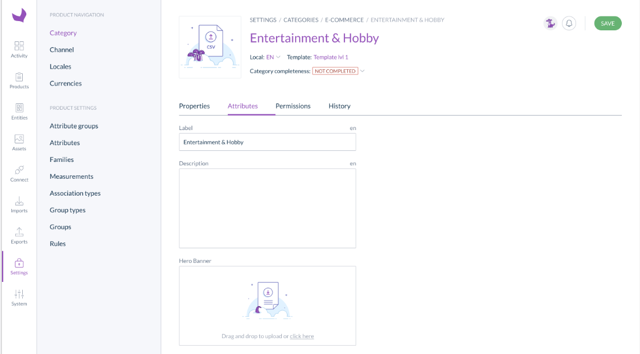 PRODUCT NAVIGATION
Category
Channel
Locales
Currencies
PRODUCT SETTINGS
Attribute groups
Attributes
Families
Measurements
Association types
Group types
Groups
Rules
Activity
Products
Entities
Assets
Connect
Imports
Exports
Settings
System
CSV
SETTINGS / CATEGORIES / E-COMMERCE / ENTERTAINMENT & HOBBY
SAVE
Entertainment & Hobby
Local: EN Template: Template lvl 1
Category completeness: NOT COMPLETED
Properties Attributes Permissions History
Label en
Entertainment & Hobby
Description en
Hero Banner
Drag and drop to upload or click here